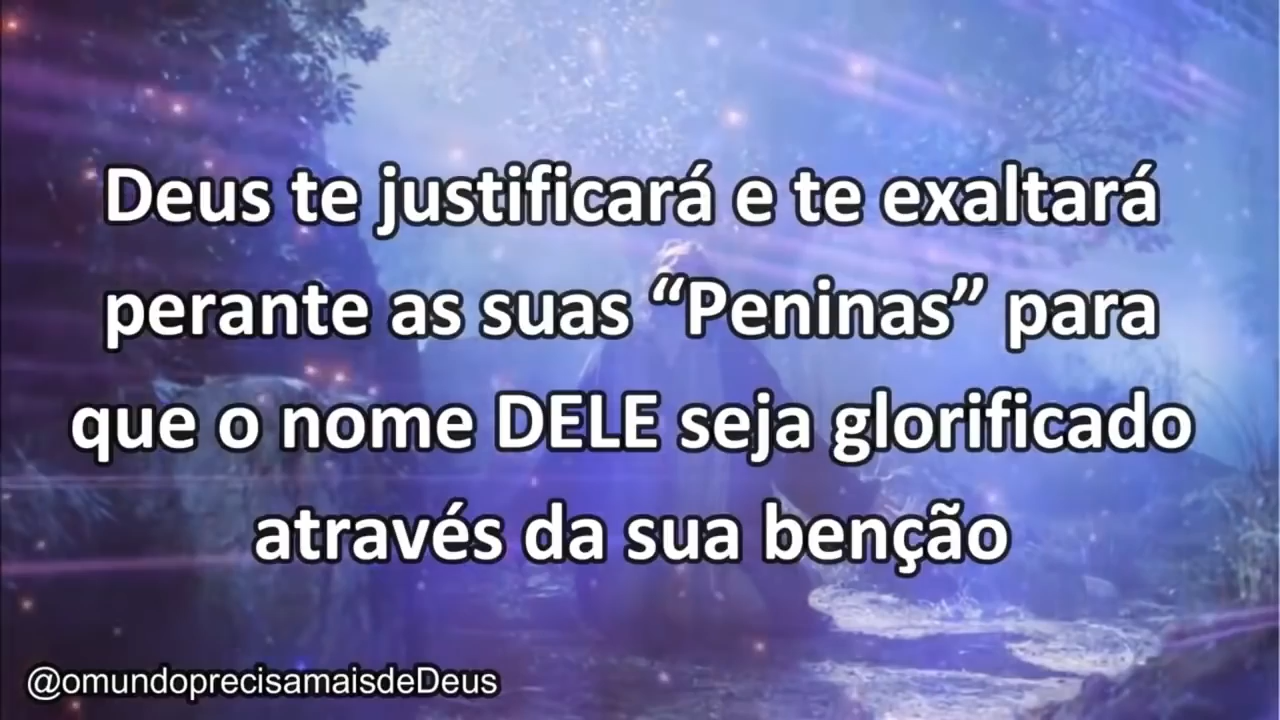 Deus te justificará e te exaltará
perante as suas “Peninas” para
que o nome DELE seja glorificado
através da sua benção
@omundoprecisamaisdeDeus